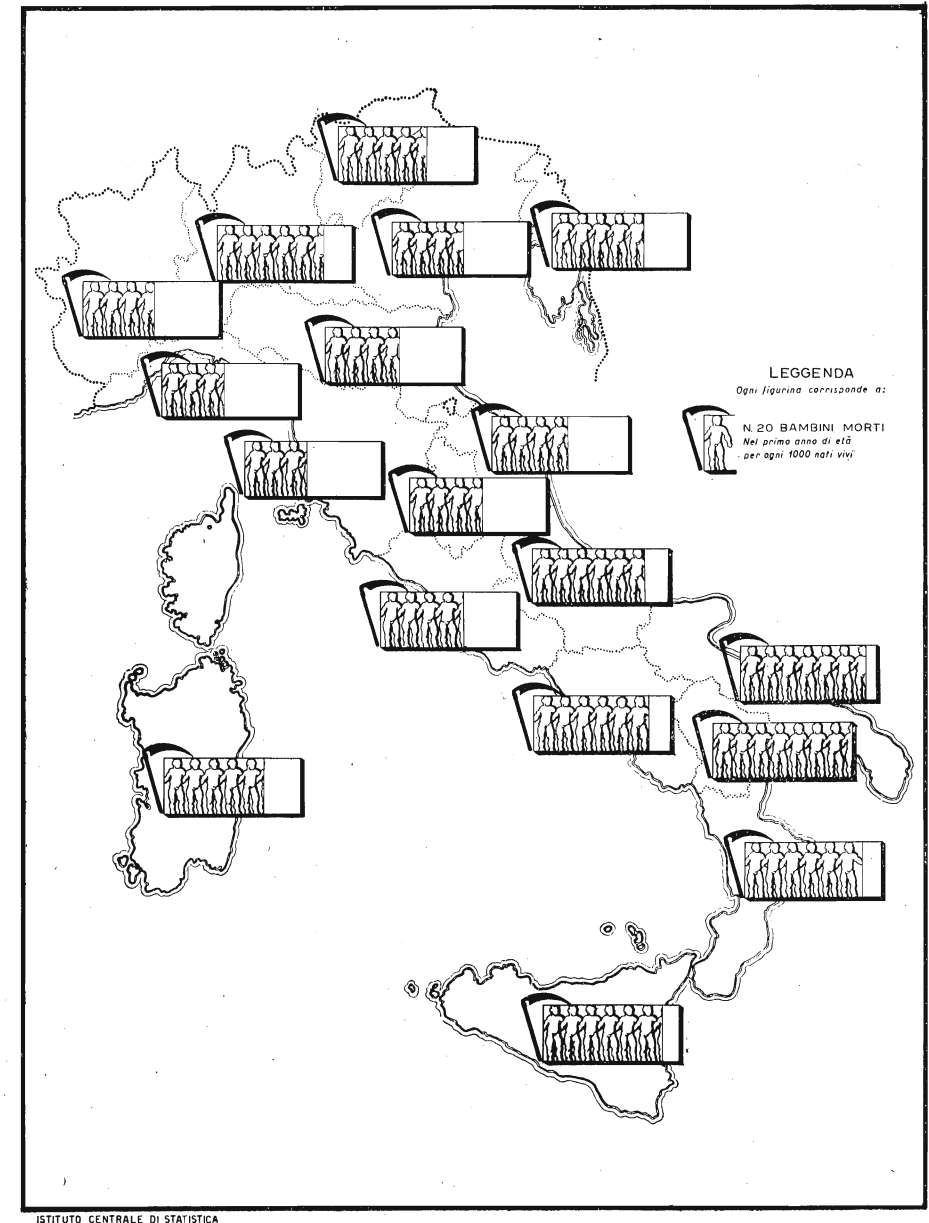 LEGGENDA
Ogni figurina corrisponde a:
N. 20 BAMBINI MORTI
Nel primo anno di età
per ogni 1000 nati vivi
ISTITUTO CENTRALE DI STATISTICA